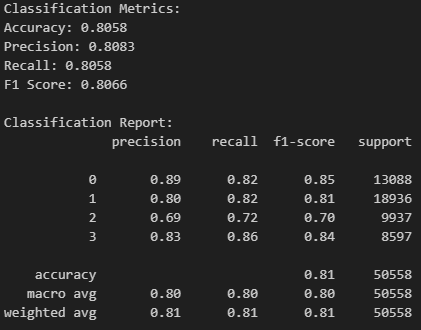 Classification Metrics:
Accuracy: 0.8058
Precision: 0.8083
Recall: 0.8058
F1 Score: 0.8066

Classification Report:
              precision    recall  f1-score   support

           0       0.89      0.82      0.85     13088
           1       0.80      0.82      0.81     18936
           2       0.69      0.72      0.70      9937
           3       0.83      0.86      0.84      8597

    accuracy                           0.81     50558
   macro avg       0.80      0.80      0.80     50558
weighted avg       0.81      0.81      0.81     50558